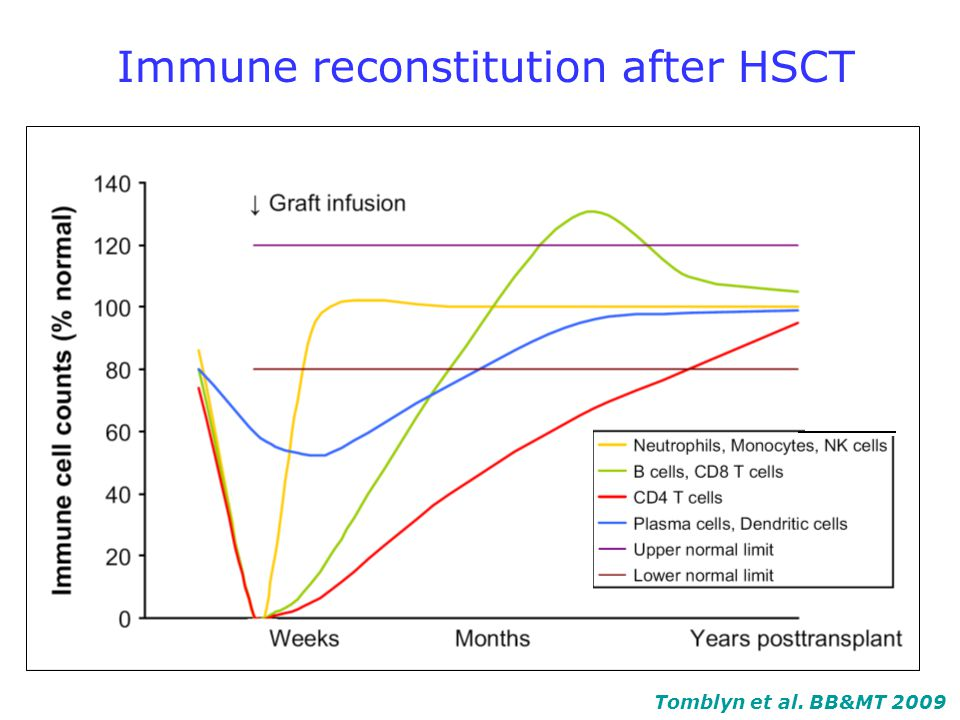 Immune reconstitution after HSCT
Immune cell counts (% normal)
140
120
100
80
60
40
20
0
↓ Graft infusion
Neutrophils, Monocytes, NK cells
B cells, CD8 T cells
CD4 T cells
Plasma cells, Dendritic cells
Upper normal limit
Lower normal limit
Weeks Months Years posttransplant
Tomblyn et al. BB&MT 2009